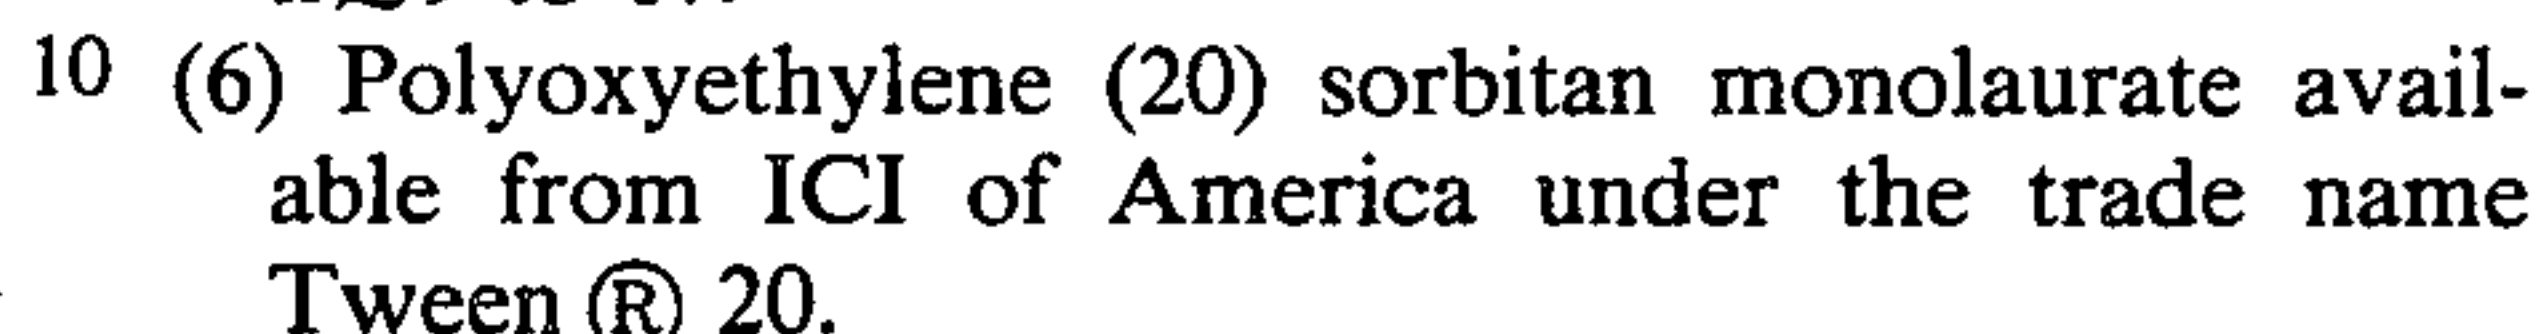 10 (6) Polyoxyethylene (20) sorbitan monolaurate avail-
able from ICI of America under the trade name
Tween ® 20.